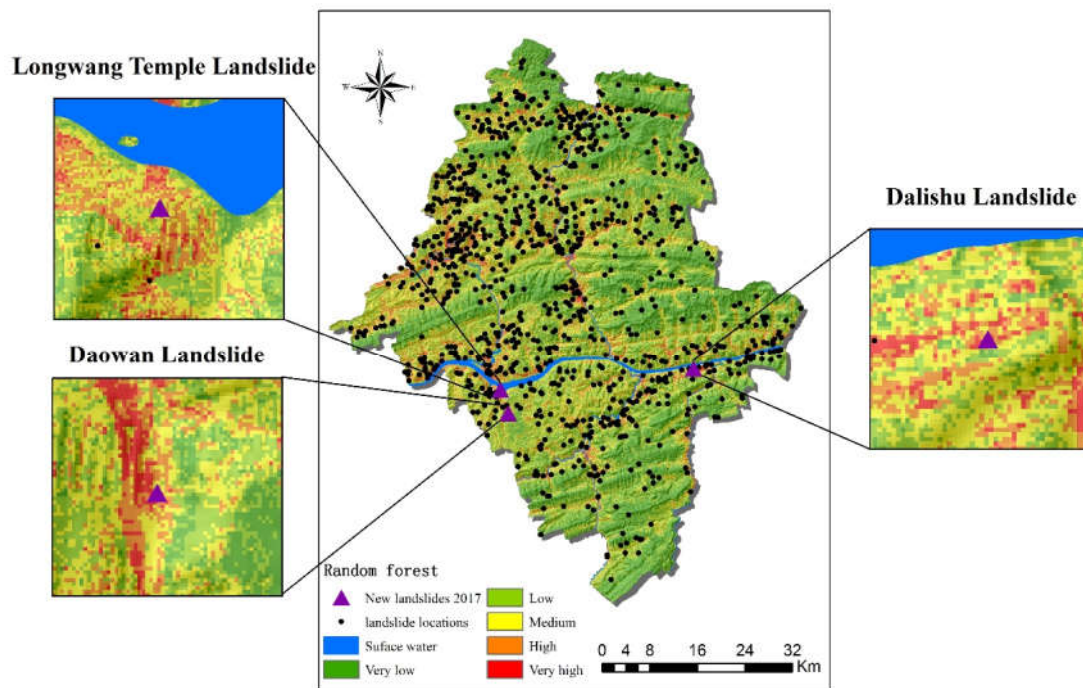 Longwang Temple Landslide
N
W
E
S
Dalishu Landslide
Daowan Landslide
Random forest
New landslides 2017
landslide locations
Suface water
Very low
Low
Medium
High
Very high
0 4 8 16 24 32
Km